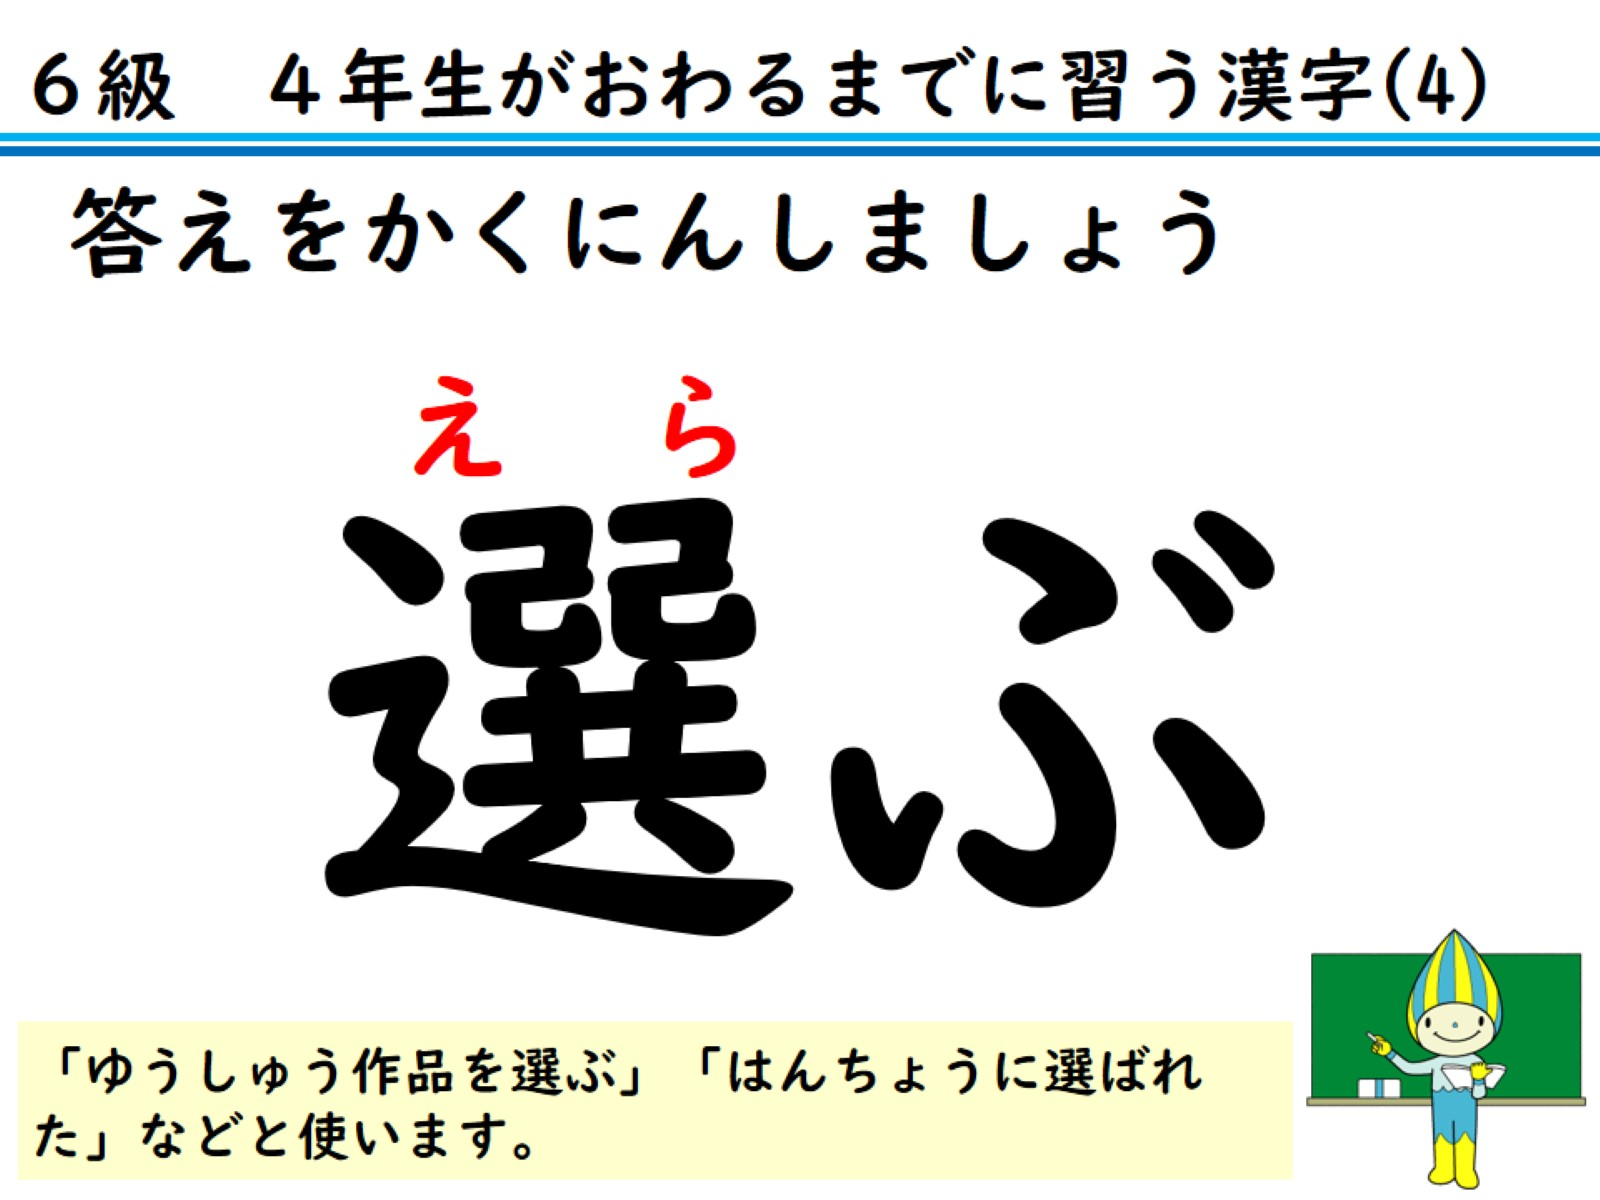 ６級　４年生がおわるまでに習う漢字(4)
答えをかくにんしましょう
えら
選ぶ
「ゆうしゅう作品を選ぶ」「はんちょうに選ばれ
た」などと使います。